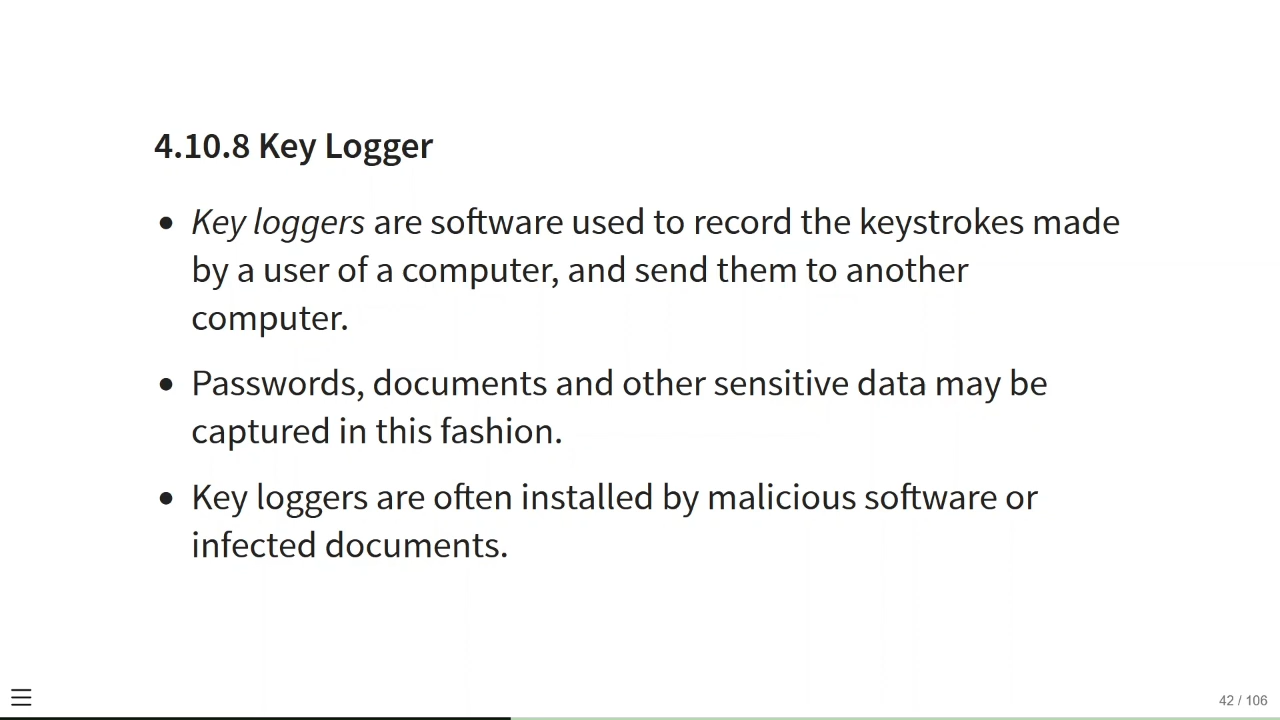 4.10.8 Key Logger
• Key loggers are software used to record the keystrokes made
by a user of a computer, and send them to another
computer.
• Passwords, documents and other sensitive data may be
captured in this fashion.
• Key loggers are often installed by malicious software or
infected documents.
42 / 106